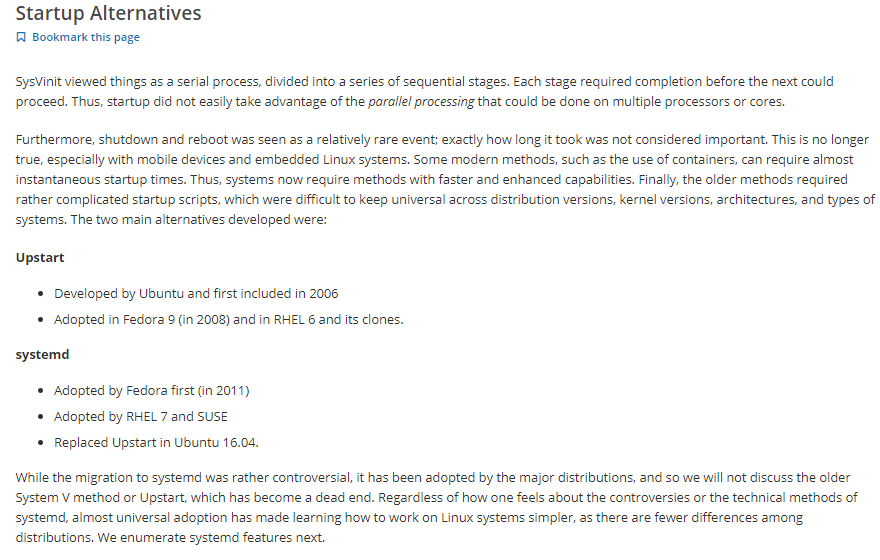 Startup Alternatives
Bookmark this page
SysVinit viewed things as a serial process, divided into a series of sequential stages. Each stage required completion before the next could
proceed. Thus, startup did not easily take advantage of the parallel processing that could be done on multiple processors or cores.
Furthermore, shutdown and reboot was seen as a relatively rare event; exactly how long it took was not considered important. This is no longer
true, especially with mobile devices and embedded Linux systems. Some modern methods, such as the use of containers, can require almost
instantaneous startup times. Thus, systems now require methods with faster and enhanced capabilities. Finally, the older methods required
rather complicated startup scripts, which were difficult to keep universal across distribution versions, kernel versions, architectures, and types of
systems. The two main alternatives developed were:
Upstart
• Developed by Ubuntu and first included in 2006
• Adopted in Fedora 9 (in 2008) and in RHEL 6 and its clones.
systemd
• Adopted by Fedora first (in 2011)
• Adopted by RHEL 7 and SUSE
• Replaced Upstart in Ubuntu 16.04.
While the migration to systemd was rather controversial, it has been adopted by the major distributions, and so we will not discuss the older
System V method or Upstart, which has become a dead end. Regardless of how one feels about the controversies or the technical methods of
systemd, almost universal adoption has made learning how to work on Linux systems simpler, as there are fewer differences among
distributions. We enumerate systemd features next.